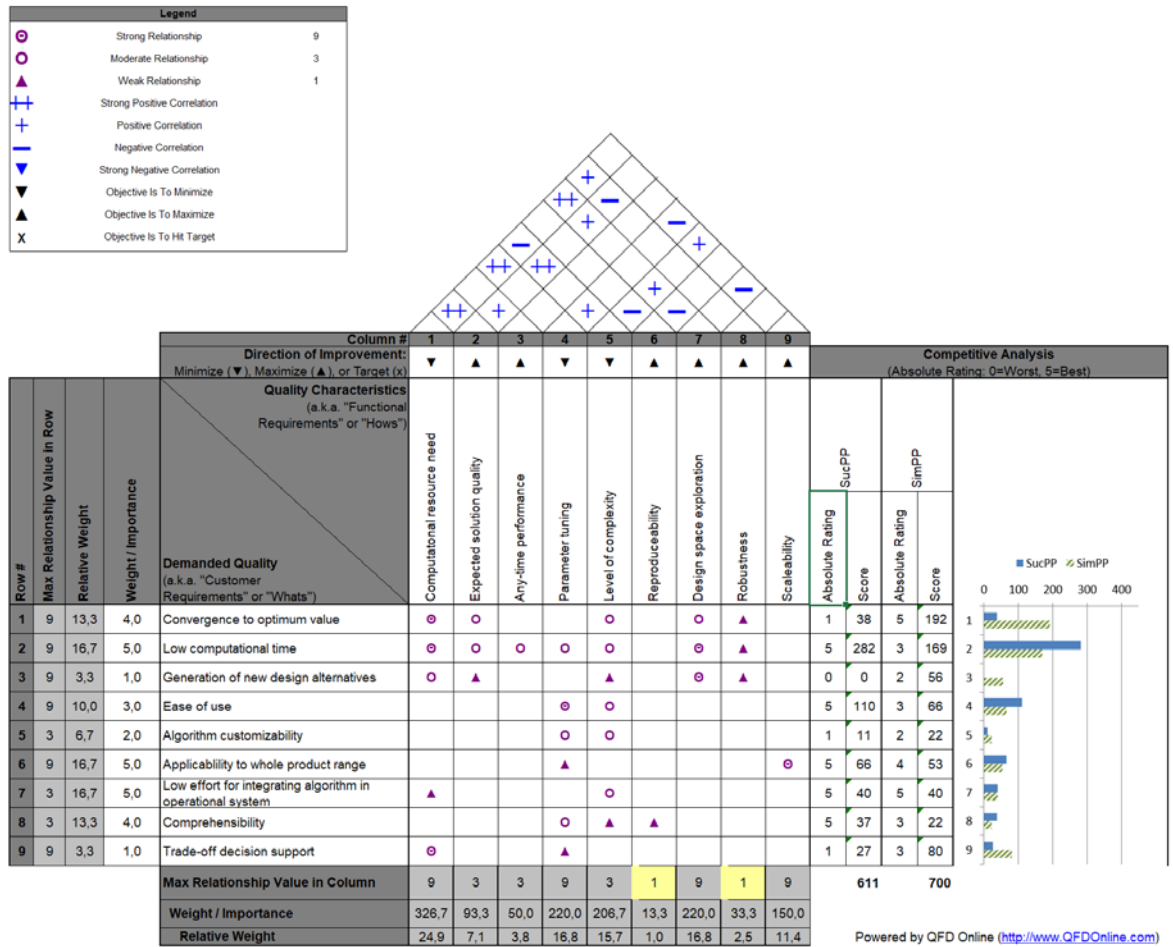 Legend
Strong Relationship 9
Moderate Relationship 3
Weak Relationship 1
Strong Positive Correlation
Positive Correlation
Negative Correlation
Strong Negative Correlation
Objective Is To Minimize
Objective Is To Maximize
X Objective Is To Hit Target
Column # 1 2 3 4 5 6 7 8 9
Direction of Improvement:
Minimize (▼), Maximize (▲), or Target (x)
Competitive Analysis
(Absolute Rating: 0=Worst, 5=Best)
Row #
Max Relationship Value in Row
Relative Weight
Weight / Importance
Quality Characteristics
(a.k.a. "Functional
Requirements" or "Hows")
Demanded Quality
(a.k.a. "Customer
Requirements" or "Whats")
Computational resource need
Expected solution quality
Any-time performance
Parameter tuning
Level of complexity
Reproduceability
Design space exploration
Robustness
Scaleability
SucPP
SimPP
Absolute Rating
Score
Absolute Rating
Score
SucPP SimPP
0 100 200 300 400
1 9 13,3 4,0 Convergence to optimum value 1 38 5 192 1
2 9 16,7 5,0 Low computational time 5 282 3 169 2
3 9 3,3 1,0 Generation of new design alternatives 0 0 2 56 3
4 9 10,0 3,0 Ease of use 5 110 3 66 4
5 3 6,7 2,0 Algorithm customizability 1 11 2 22 5
6 9 16,7 5,0 Applicablility to whole product range 5 66 4 53 6
7 3 16,7 5,0 Low effort for integrating algorithm in
operational system 5 40 5 40 7
8 3 13,3 4,0 Comprehensibility 5 37 3 22 8
9 9 3,3 1,0 Trade-off decision support 1 27 3 80 9
Max Relationship Value in Column 9 3 3 9 3 1 9 1 9 611 700
Weight / Importance 326,7 93,3 50,0 220,0 206,7 13,3 220,0 33,3 150,0
Relative Weight 24,9 7,1 3,8 16,8 15,7 1,0 16,8 2,5 11,4
Powered by QFD Online (http://www.QFDOnline.com)